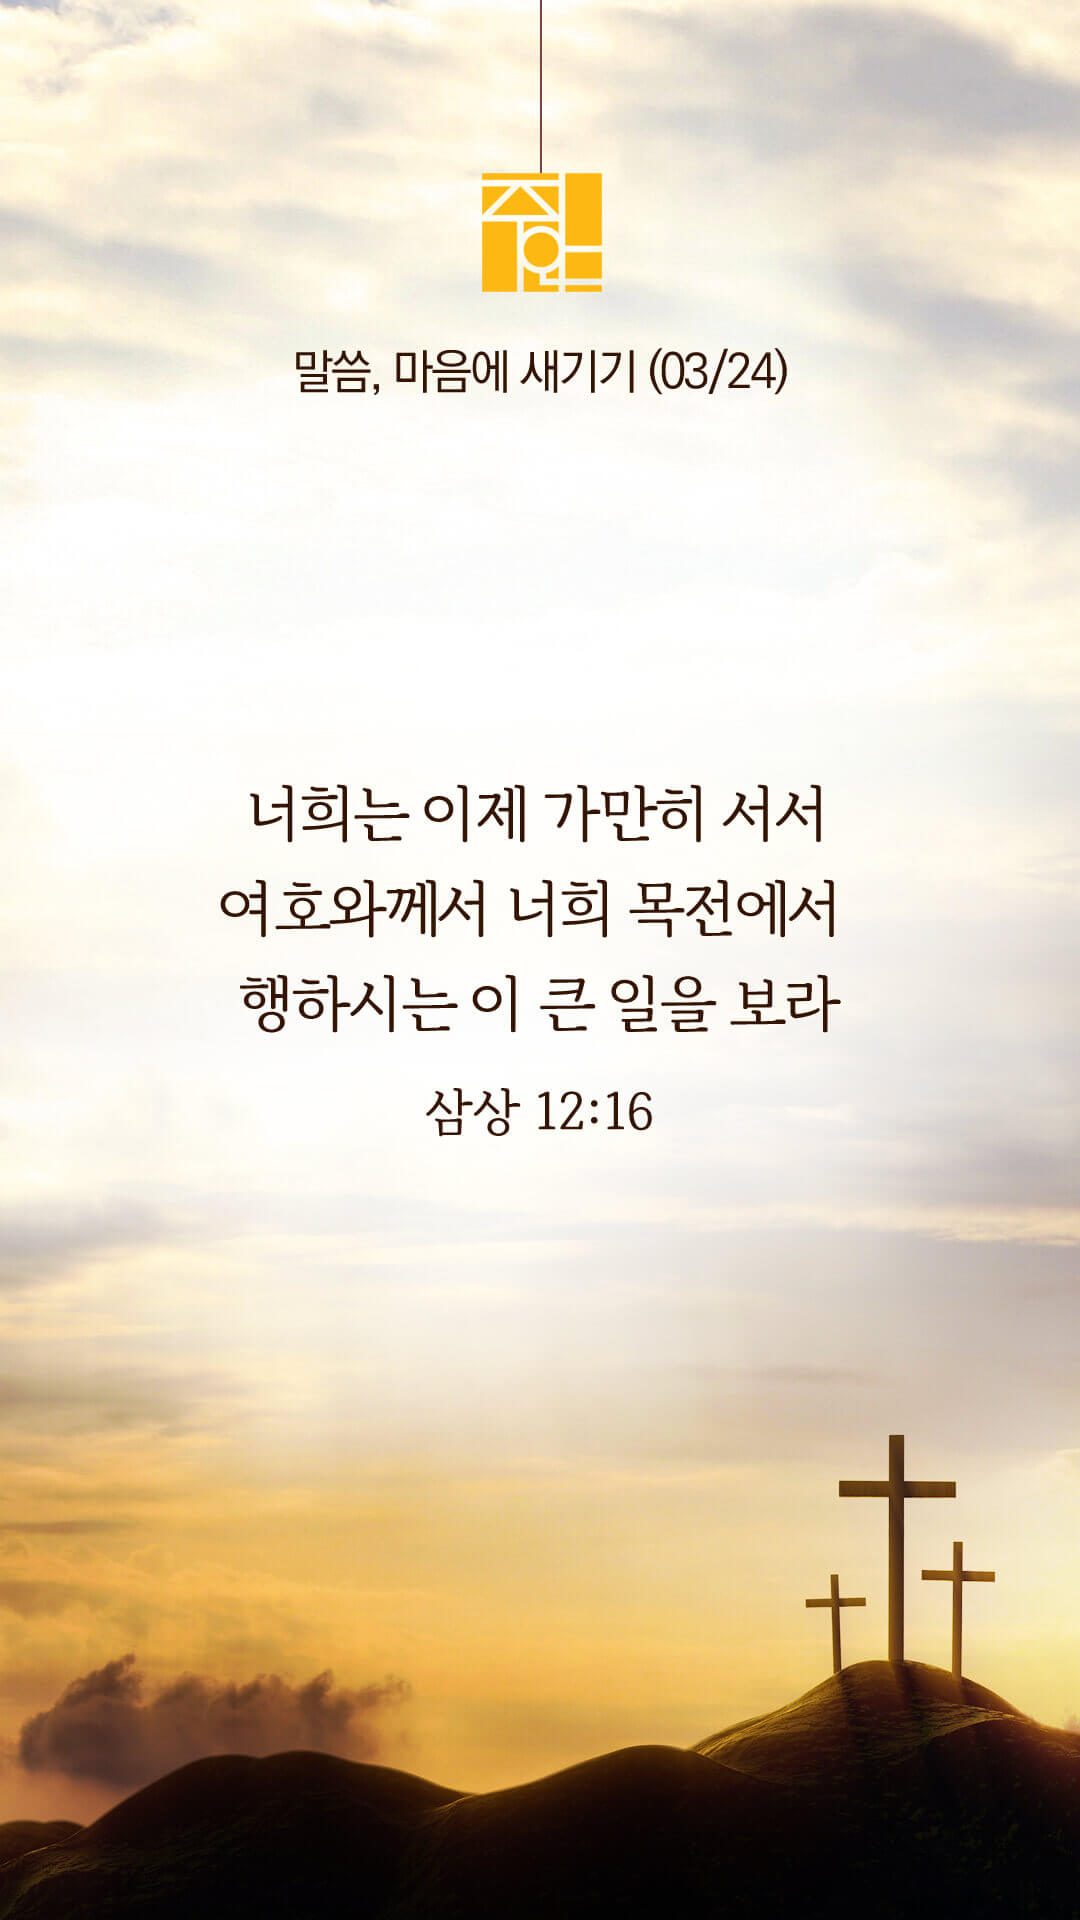 말씀, 마음에 새기기 (03/24)
너희는 이제 가만히 서서
여호와께서 너희 목전에서
행하시는 이 큰 일을 보라
삼상 12:16